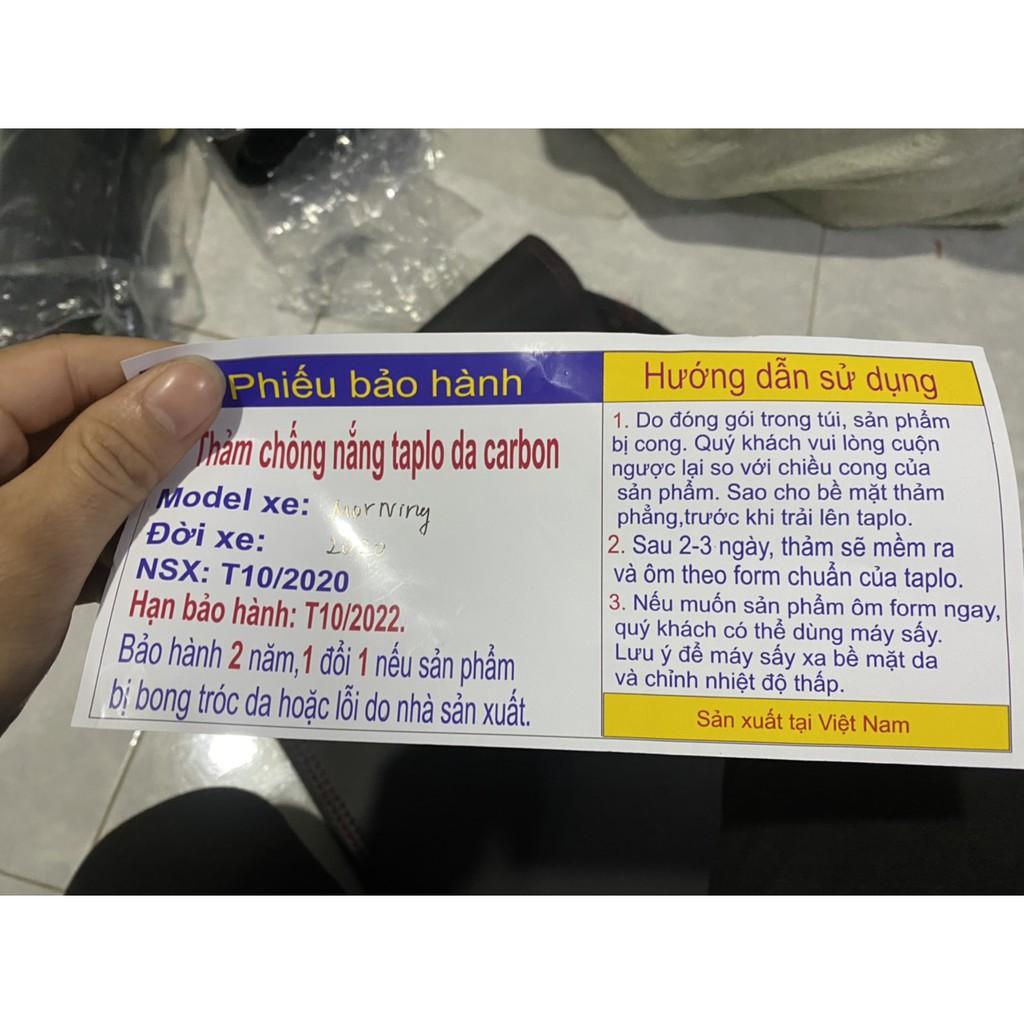 Phiếu bảo hành
Thảm chống nắng taplo da carbon
Model xe: Morning
Đời xe: 2020
NSX: T10/2020
Hạn bảo hành: T10/2022.
Bảo hành 2 năm,1 đổi 1 nếu sản phẩm
bị bong tróc da hoặc lỗi do nhà sản xuất.
Hướng dẫn sử dụng
1. Do đóng gói trong túi, sản phẩm
bị cong. Quý khách vui lòng cuộn
ngược lại so với chiều cong của
sản phẩm. Sao cho bề mặt thảm
phẳng,trước khi trải lên taplo.
2. Sau 2-3 ngày, thảm sẽ mềm ra
và ôm theo form chuẩn của taplo.
3. Nếu muốn sản phẩm ôm form ngay,
quý khách có thể dùng máy sấy.
Lưu ý để máy sấy xa bề mặt da
và chỉnh nhiệt độ thấp.
Sản xuất tại Việt Nam